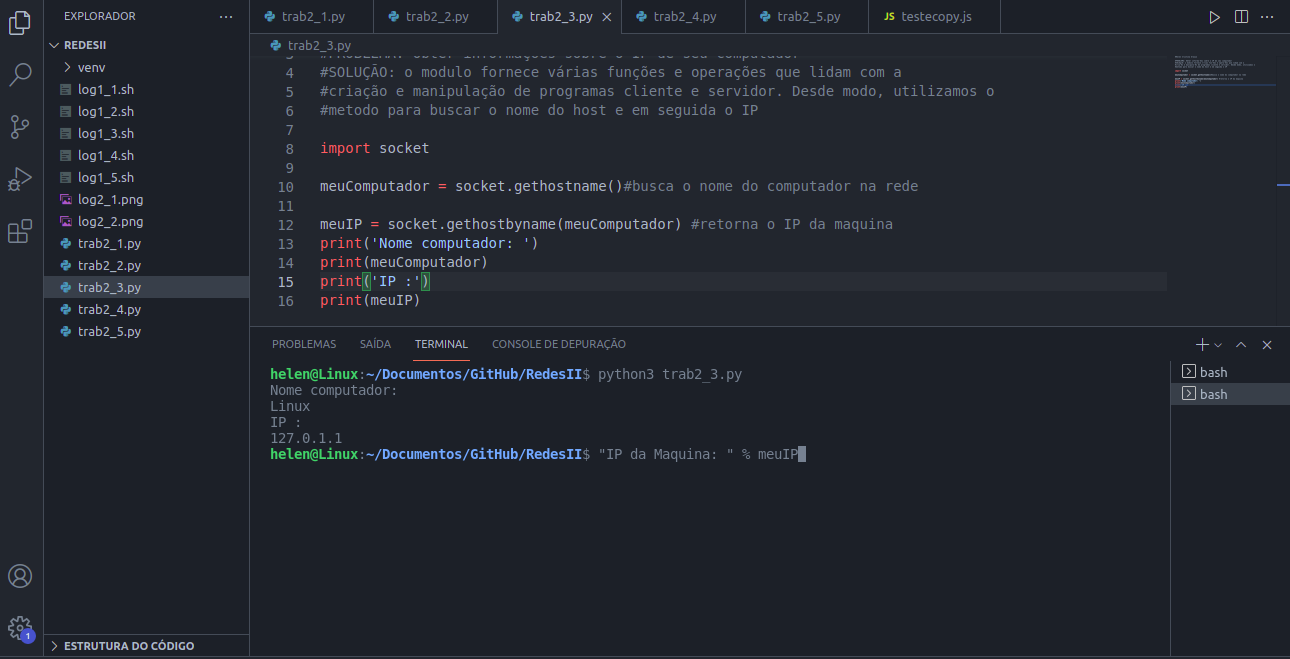 EXPLORADOR ...
trab2_1.py trab2_2.py trab2_3.py trab2_4.py trab2_5.py JS testecopy.js
REDESII
venv
log1_1.sh
log1_2.sh
log1_3.sh
log1_4.sh
log1_5.sh
log2_1.png
log2_2.png
trab2_1.py
trab2_2.py
trab2_3.py
trab2_4.py
trab2_5.py
ESTRUTURA DO CÓDIGO
1
trab2_3.py
4 #SOLUÇÃO: o modulo fornece várias funções e operações que lidam com a
5 #criação e manipulação de programas cliente e servidor. Desde modo, utilizamos o
6 #metodo para buscar o nome do host e em seguida o IP
7
8 import socket
9
10 meuComputador = socket.gethostname()#busca o nome do computador na rede
11
12 meuIP = socket.gethostbyname(meuComputador) #retorna o IP da maquina
13 print('Nome computador: ')
14 print(meuComputador)
15 print('IP :')
16 print(meuIP)
PROBLEMAS SAÍDA TERMINAL CONSOLE DE DEPURAÇÃO
helen@Linux:~/Documentos/GitHub/RedesII$ python3 trab2_3.py
Nome computador:
Linux
IP :
127.0.1.1
helen@Linux:~/Documentos/GitHub/RedesII$ "IP da Maquina: " % meuIP
bash
bash